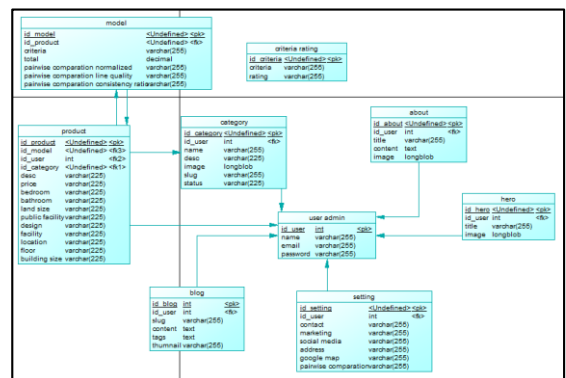 model
id_model <Undefined> <pk>
id_product <Undefined> <fk>
criteria varchar(255)
total decimal
pairwise comparation normalized varchar(255)
pairwise comparation line quality varchar(255)
pairwise comparation consistency ratio varchar(255)
criteria rating
id_criteria <Undefined> <pk>
criteria varchar(255)
rating varchar(255)
product
id_product <Undefined> <pk>
id_model <Undefined> <fk3>
id_user int <fk2>
id_category <Undefined> <fk1>
desc varchar(225)
price varchar(225)
bedroom varchar(225)
bathroom varchar(225)
land size varchar(225)
public facility varchar(225)
design varchar(225)
facility varchar(225)
location varchar(225)
floor varchar(225)
building size varchar(225)
category
id_category <Undefined> <pk>
id_user int <fk>
name varchar(255)
desc varchar(255)
image longblob
slug varchar(255)
status varchar(255)
about
id_about <Undefined> <pk>
id_user int <fk>
title varchar(255)
content text
image longblob
hero
id_hero <Undefined> <pk>
id_user int <fk>
title varchar(255)
image longblob
user admin
id_user int <pk>
name varchar(255)
email varchar(255)
password varchar(255)
blog
id_blog int <pk>
id_user int <fk>
slug varchar(255)
content text
tags text
thumnail varchar(255)
setting
id_setting <Undefined> <pk>
id_user int <fk>
contact varchar(255)
marketing varchar(255)
social media varchar(255)
address varchar(255)
google map varchar(255)
pairwise comparation varchar(255)